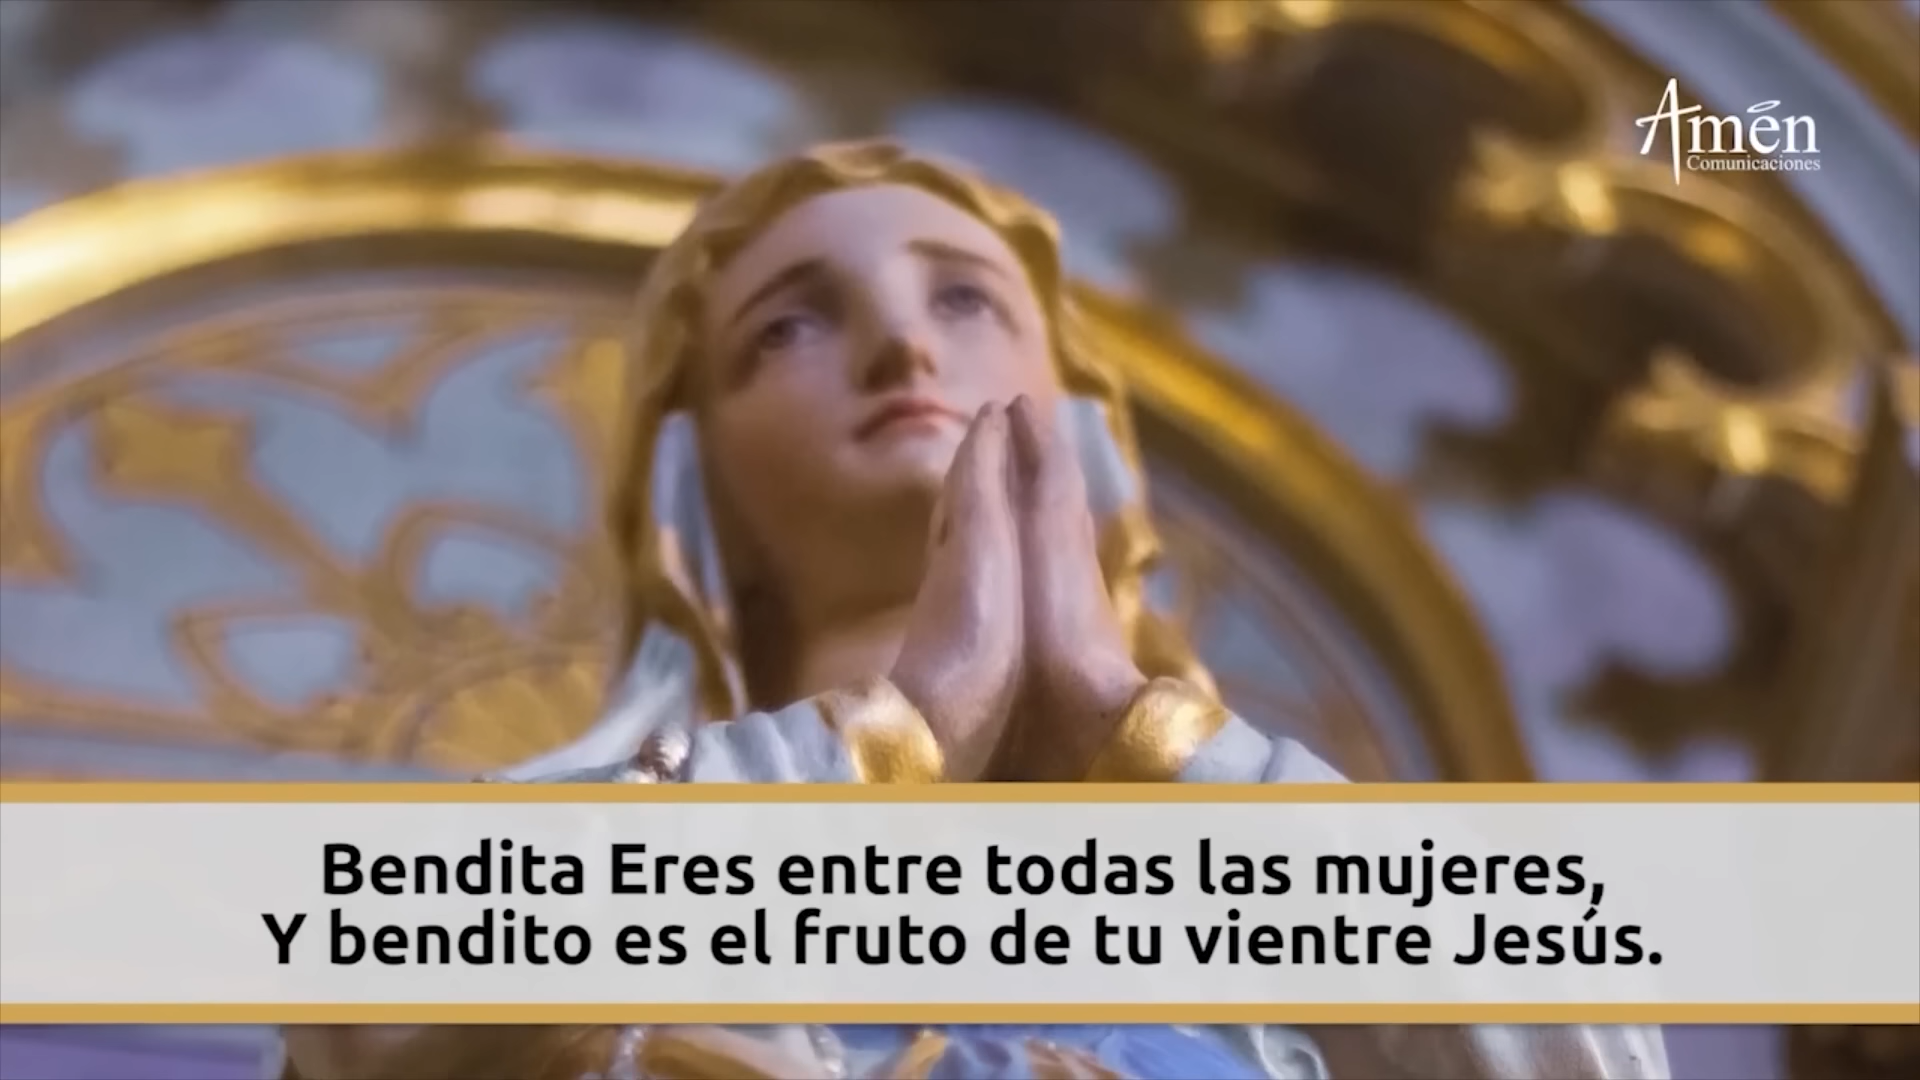 Amén
Comunicaciones
Bendita Eres entre todas las mujeres,
Y bendito es el fruto de tu vientre Jesús.